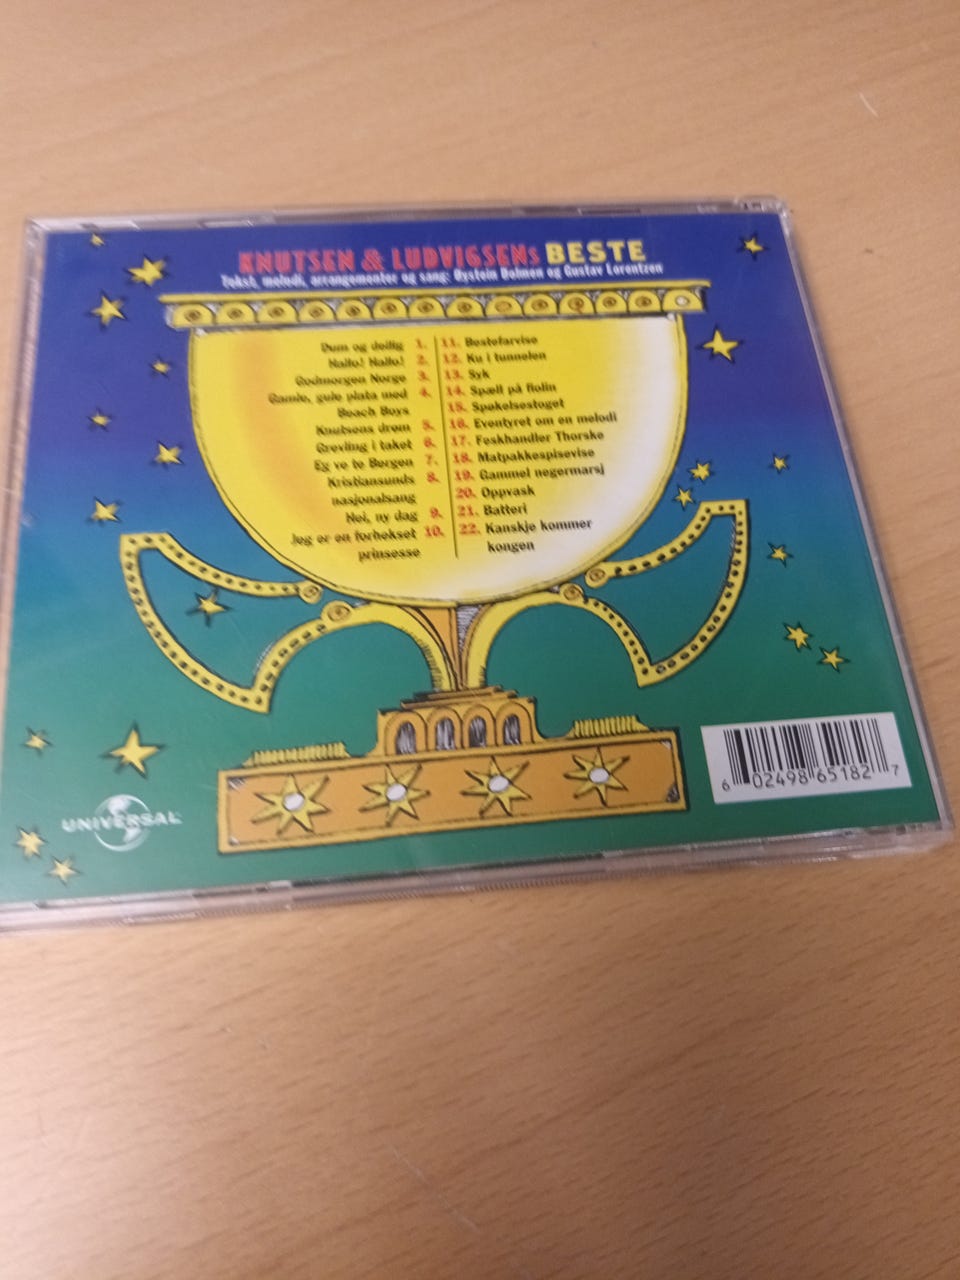 KNUTSEN & LUDVIGSENs BESTE
Tekst, melodi, arrangementer og sang: Øystein Dolmen og Gustav Lorentzen
Dum og deilig 1.
Hallo! Hallo! 2.
Godmorgen Norge 3.
Gamle, gule plata med 4.
Beach Boys
Knutsens drøm 5.
Grevling i taket 6.
Eg ve te Bergen 7.
Kristiansunds 8.
nasjonalsang
Hei, ny dag 9.
Jeg er en forhekset 10.
prinsesse
11. Bestefarvise
12. Ku i tunnelen
13. Syk
14. Spæll på fiolin
15. Spøkelsestoget
16. Eventyret om en melodi
17. Feskhandler Thorske
18. Matpakkespisevise
19. Gammel negermarsj
20. Oppvask
21. Batteri
22. Kanskje kommer
kongen
UNIVERSAL
6 02498 65182 7